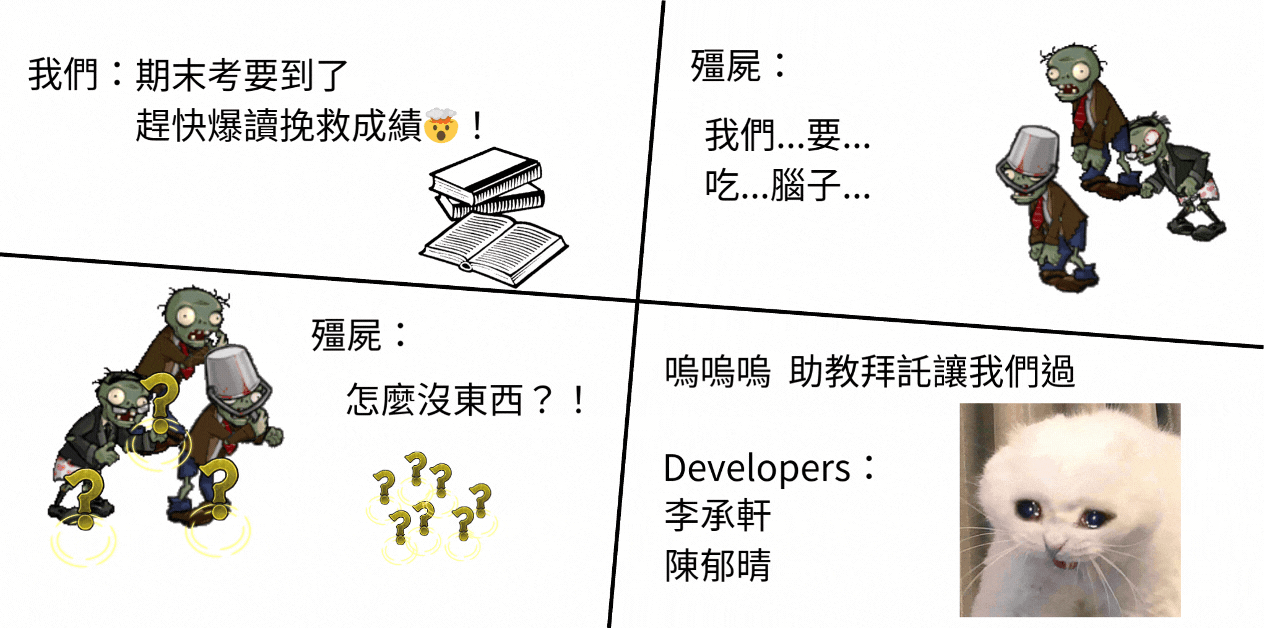 我們：期末考要到了
趕快爆讀挽救成績🤯！
殭屍：
我們...要...
吃...腦子...
殭屍：
怎麼沒東西？！
嗚嗚嗚 助教拜託讓我們過
Developers：
李承軒
陳郁晴